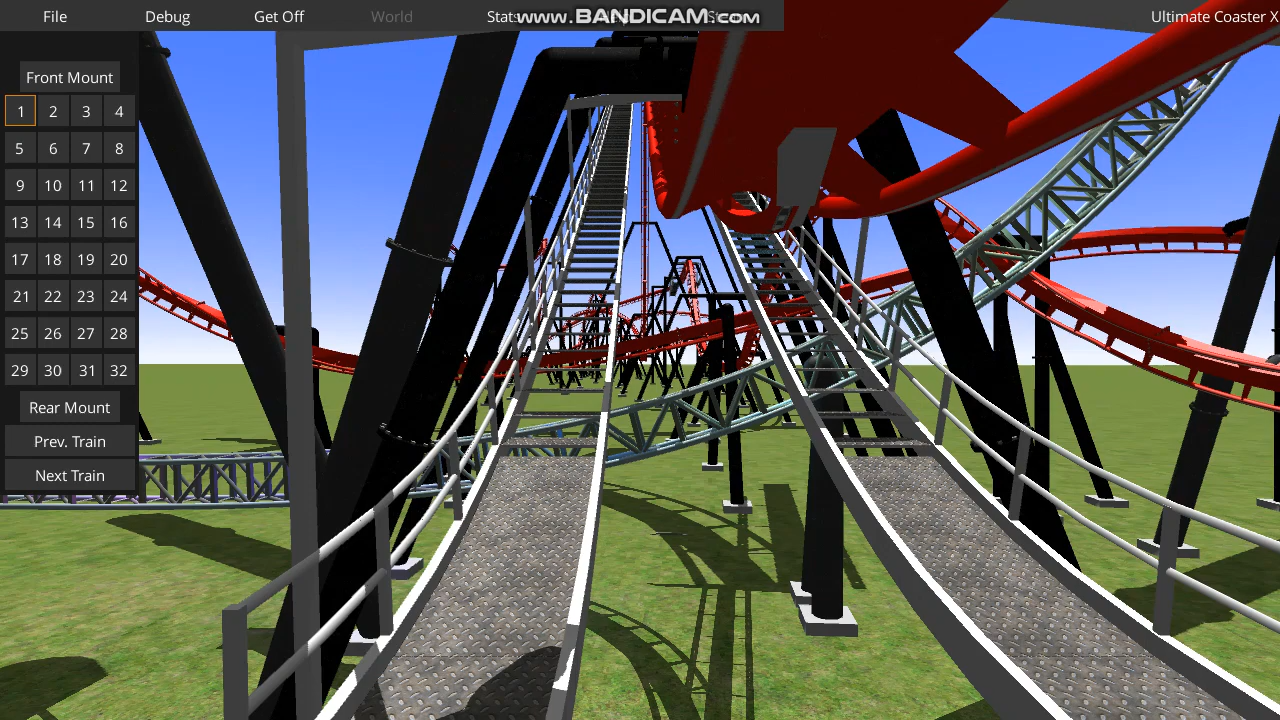 File Debug Get Off World Stats www.BANDICAM.com Ultimate Coaster X
Front Mount
1 2 3 4
5 6 7 8
9 10 11 12
13 14 15 16
17 18 19 20
21 22 23 24
25 26 27 28
29 30 31 32
Rear Mount
Prev. Train
Next Train